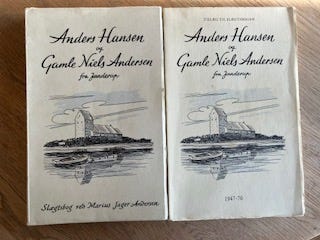 Anders Hansen
og
Gamle Niels Andersen
fra Janderup.
Slægtsbog ved Marius Jager Andersen
TILLÆG TIL SLÆGTSBOGEN
Anders Hansen
og
Gamle Niels Andersen
fra Janderup.
1947-76